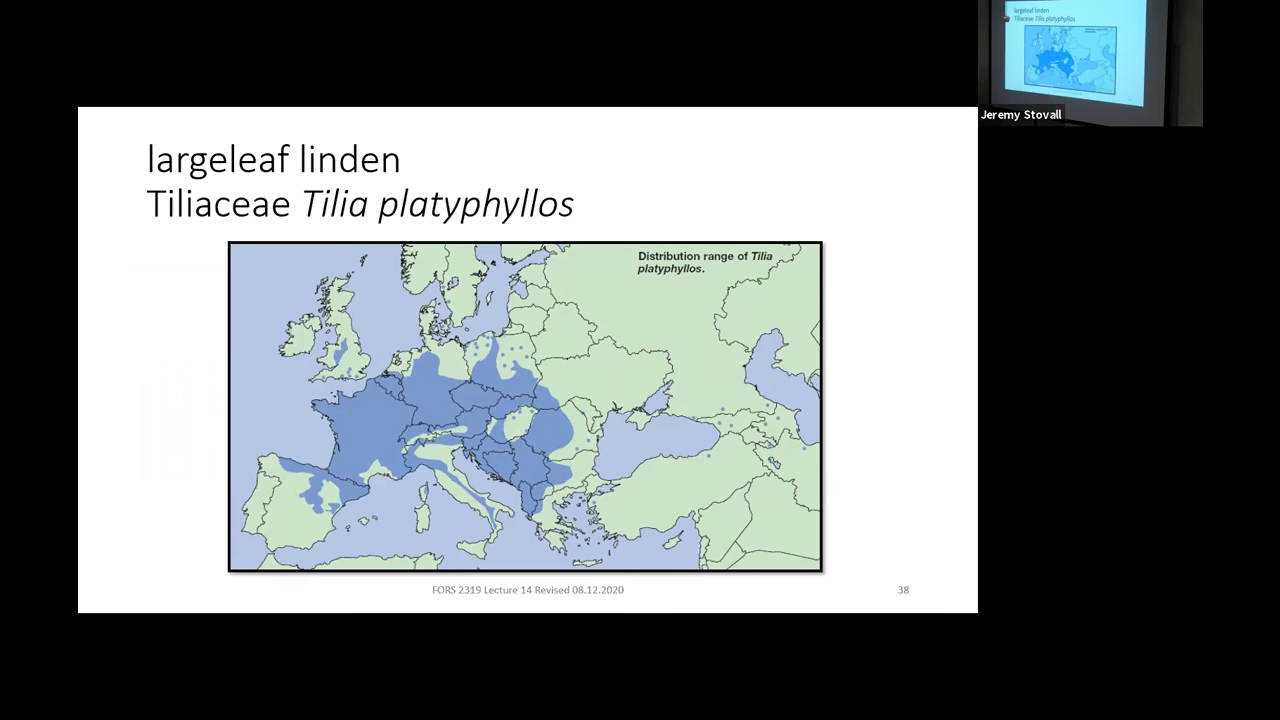 largeleaf linden
Tiliaceae Tilia platyphyllos
Distribution range of Tilia
platyphyllos.
FORS 2319 Lecture 14 Revised 08.12.2020
38
largeleaf linden
Tiliaceae Tilia platyphyllos
Jeremy Stovall